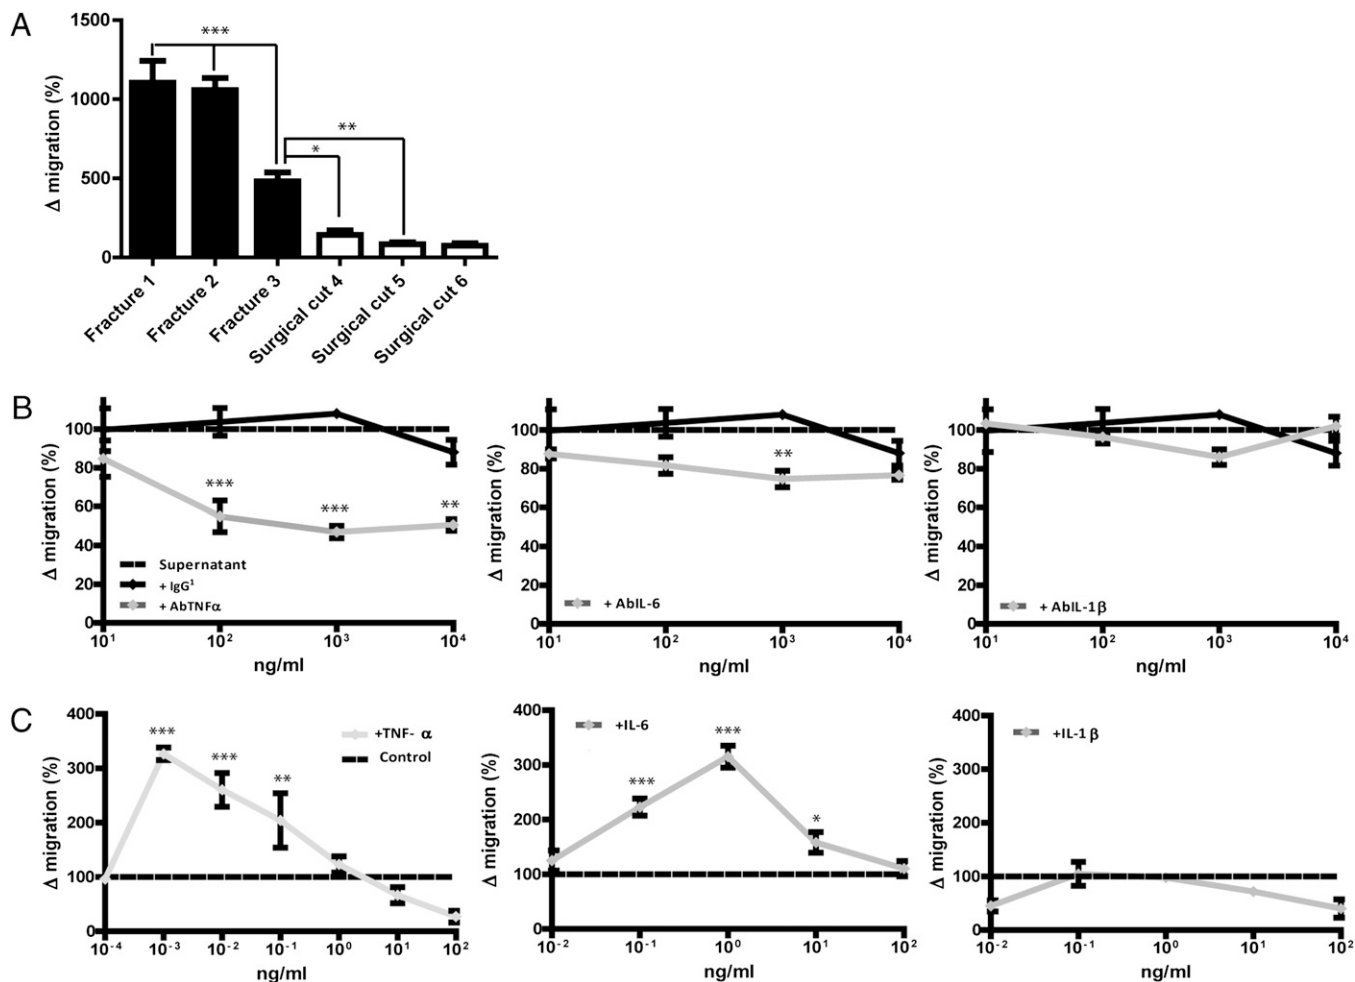 A
1500
1000
500
0
Δ migration (%)
***
**
*
Fracture 1
Fracture 2
Fracture 3
Surgical cut 4
Surgical cut 5
Surgical cut 6
B
100
80
60
40
20
0
Δ migration (%)
***
***
**
Supernatant
+ IgG¹
+ AbTNFα
10¹ 10² 10³ 10⁴
ng/ml
100
80
60
40
20
0
Δ migration (%)
**
+ AbIL-6
10¹ 10² 10³ 10⁴
ng/ml
100
80
60
40
20
0
Δ migration (%)
+ AbIL-1β
10¹ 10² 10³ 10⁴
ng/ml
C
400
300
200
100
0
Δ migration (%)
***
***
**
+TNF- α
Control
10⁻⁴ 10⁻³ 10⁻² 10⁻¹ 10⁰ 10¹ 10²
ng/ml
400
300
200
100
0
Δ migration (%)
+IL-6
***
***
*
10⁻² 10⁻¹ 10⁰ 10¹ 10²
ng/ml
400
300
200
100
0
Δ migration (%)
+IL-1 β
10⁻² 10⁻¹ 10⁰ 10¹ 10²
ng/ml